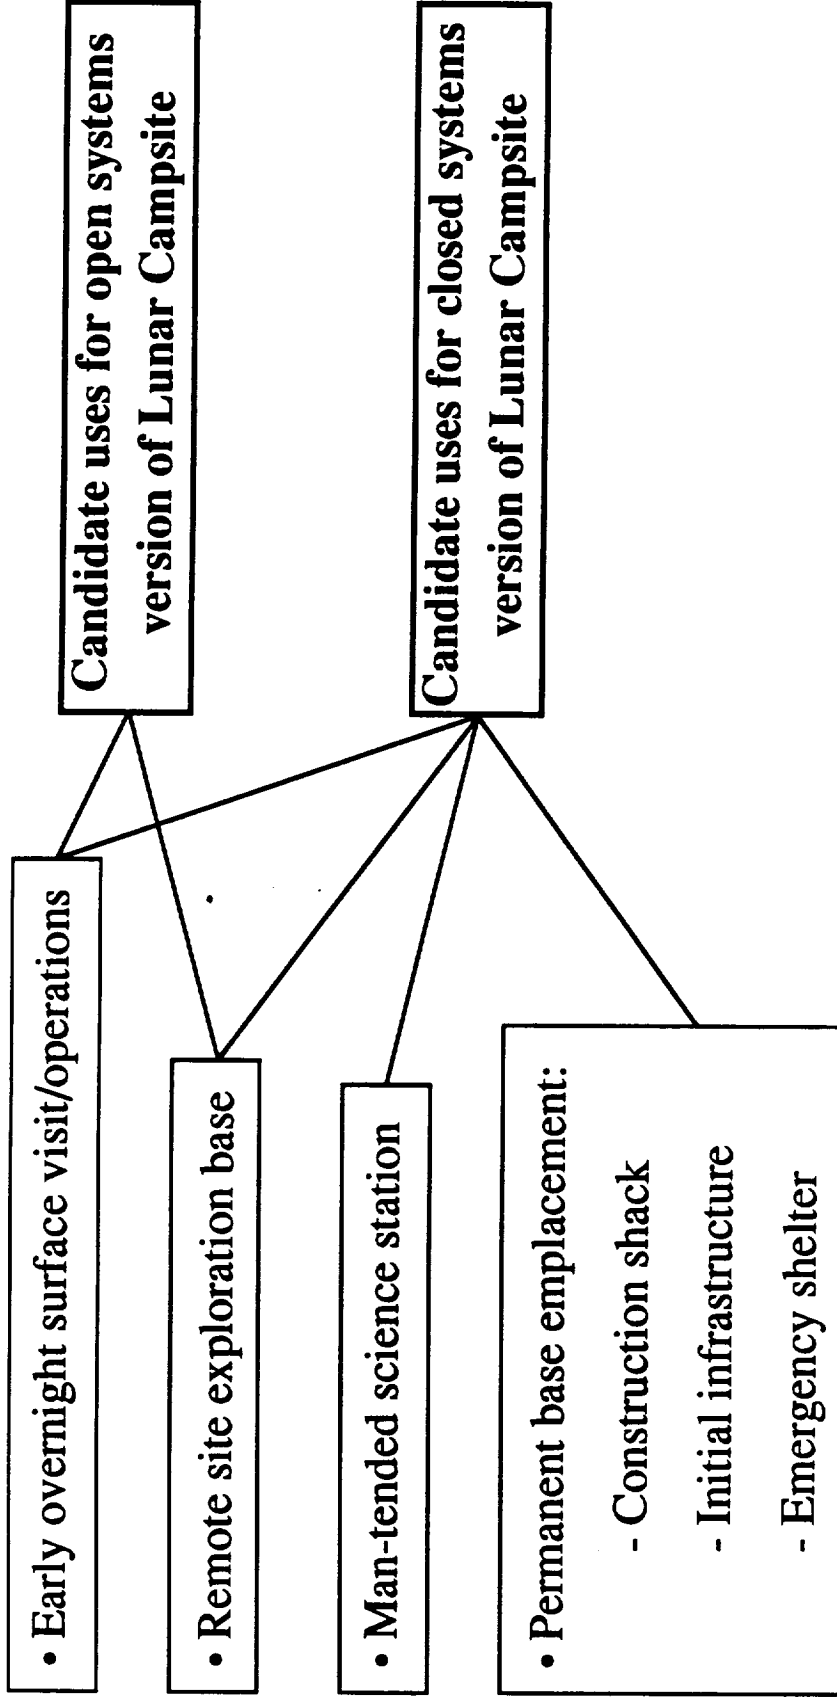 • Early overnight surface visit/operations
• Remote site exploration base
• Man-tended science station
• Permanent base emplacement:
- Construction shack
- Initial infrastructure
- Emergency shelter
Candidate uses for open systems
version of Lunar Campsite
Candidate uses for closed systems
version of Lunar Campsite